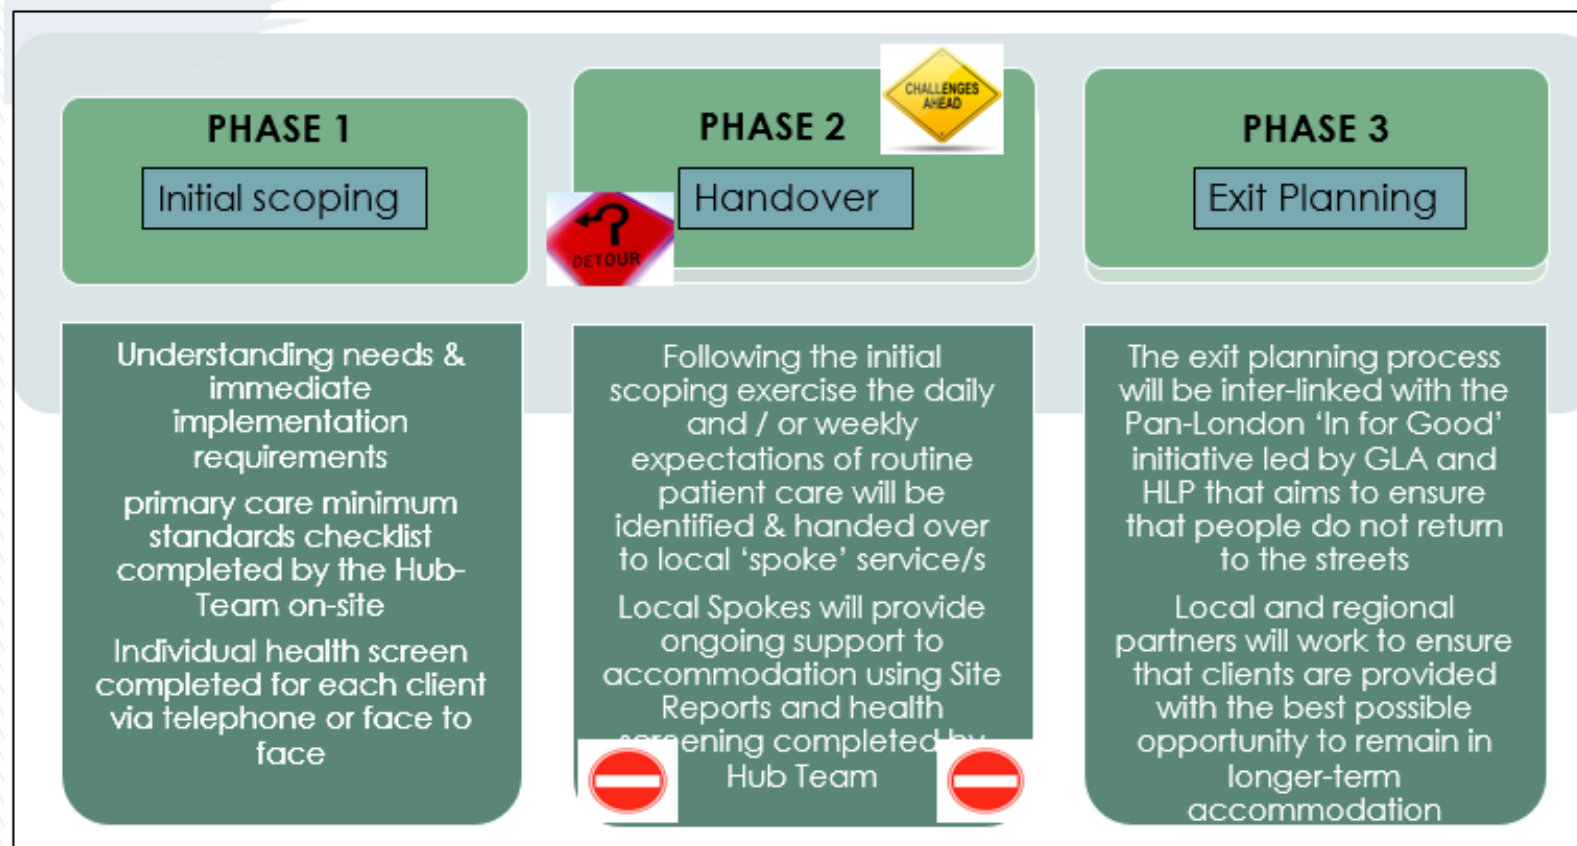 PHASE 1
Initial scoping
Understanding needs &
immediate
implementation
requirements
primary care minimum
standards checklist
completed by the Hub-
Team on-site
Individual health screen
completed for each client
via telephone or face to
face
PHASE 2
CHALLENGES
AHEAD
Handover
DETOUR
Following the initial
scoping exercise the daily
and / or weekly
expectations of routine
patient care will be
identified & handed over
to local ‘spoke’ service/s
Local Spokes will provide
ongoing support to
accommodation using Site
Reports and health
screening completed by
Hub Team
PHASE 3
Exit Planning
The exit planning process
will be inter-linked with the
Pan-London ‘In for Good’
initiative led by GLA and
HLP that aims to ensure
that people do not return
to the streets
Local and regional
partners will work to ensure
that clients are provided
with the best possible
opportunity to remain in
longer-term
accommodation